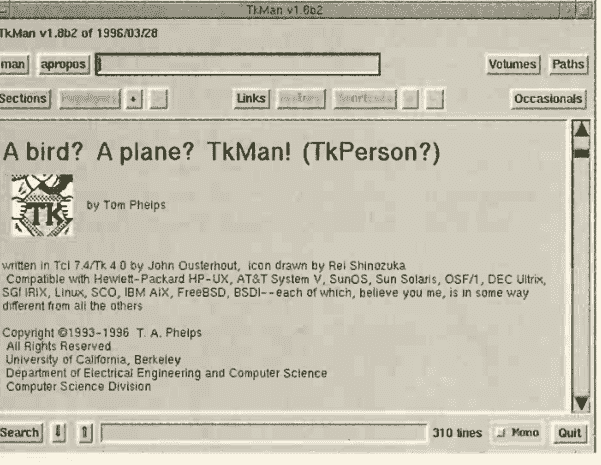 TkMan v1.8b2
TkMan v1.8b2 of 1996/03/28
man apropos Volumes Paths
Sections + Links Shortcuts Occasionals
A bird? A plane? TkMan! (TkPerson?)
TK
by Tom Phelps
written in Tcl 7.4/Tk 4.0 by John Ousterhout, icon drawn by Rei Shinozuka
Compatible with Hewlett-Packard HP-UX, AT&T System V, SunOS, Sun Solaris, OSF/1, DEC Ultrix,
SGI IRIX, Linux, SCO, IBM AIX, FreeBSD, BSDI--each of which, believe you me, is in some way
different from all the others
Copyright ©1993-1996 T. A. Phelps
All Rights Reserved
University of California, Berkeley
Department of Electrical Engineering and Computer Science
Computer Science Division
Search 310 lines Mono Quit